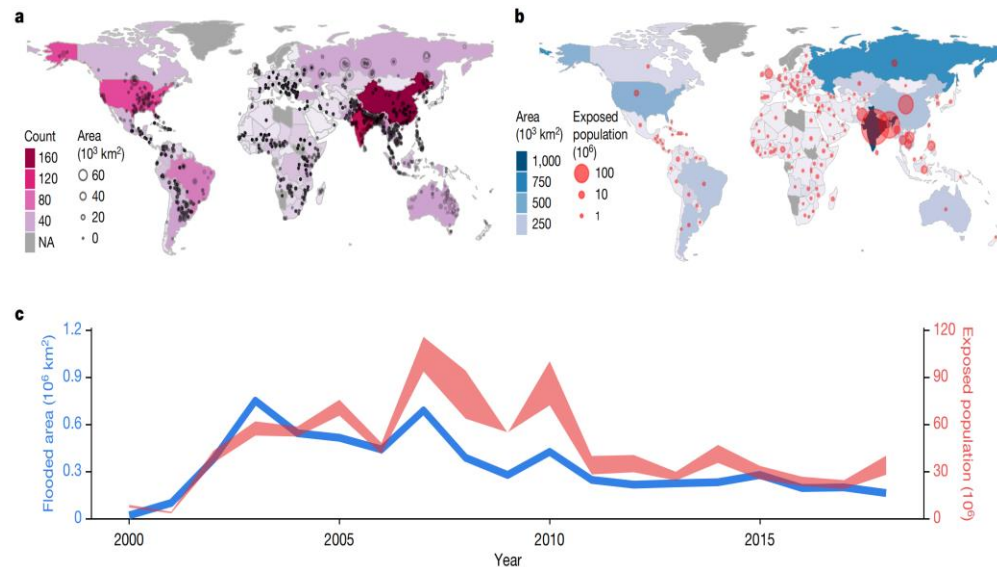 a
Count
160
120
80
40
NA
Area
(10³ km²)
60
40
20
0
b
Area
(10³ km²)
1,000
750
500
250
Exposed
population
(10⁶)
100
10
1
c
Flooded area (10⁶ km²)
1.2
0.9
0.6
0.3
0
Exposed population (10⁶)
120
90
60
30
0
2000 2005 2010 2015
Year